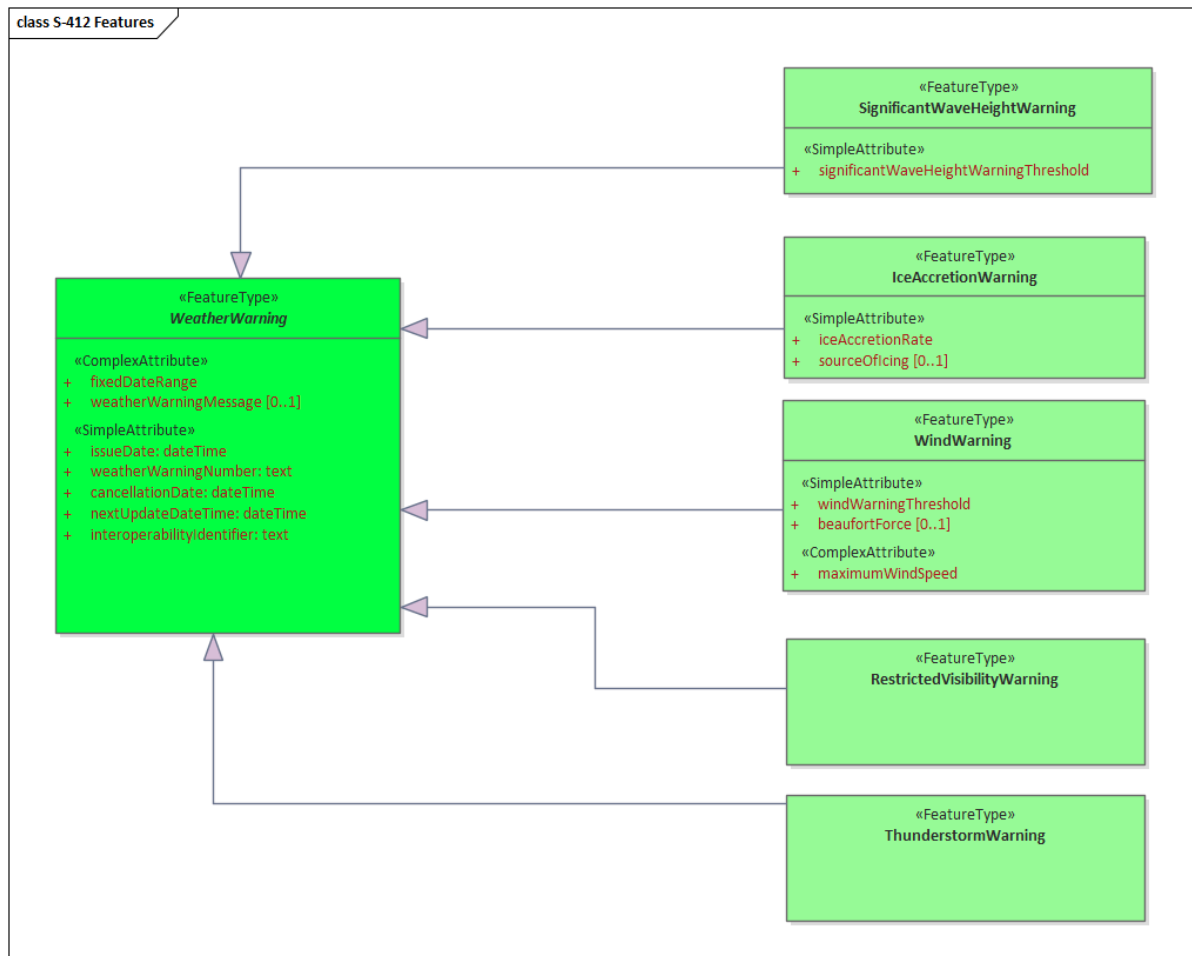 class S-412 Features
«FeatureType»
SignificantWaveHeightWarning
«SimpleAttribute»
+ significantWaveHeightWarningThreshold
«FeatureType»
IceAccretionWarning
«SimpleAttribute»
+ iceAccretionRate
+ sourceOfIcing [0..1]
«FeatureType»
WeatherWarning
«ComplexAttribute»
+ fixedDateRange
+ weatherWarningMessage [0..1]
«SimpleAttribute»
+ issueDate: dateTime
+ weatherWarningNumber: text
+ cancellationDate: dateTime
+ nextUpdateDateTime: dateTime
+ interoperabilityIdentifier: text
«FeatureType»
WindWarning
«SimpleAttribute»
+ windWarningThreshold
+ beaufortForce [0..1]
«ComplexAttribute»
+ maximumWindSpeed
«FeatureType»
RestrictedVisibilityWarning
«FeatureType»
ThunderstormWarning